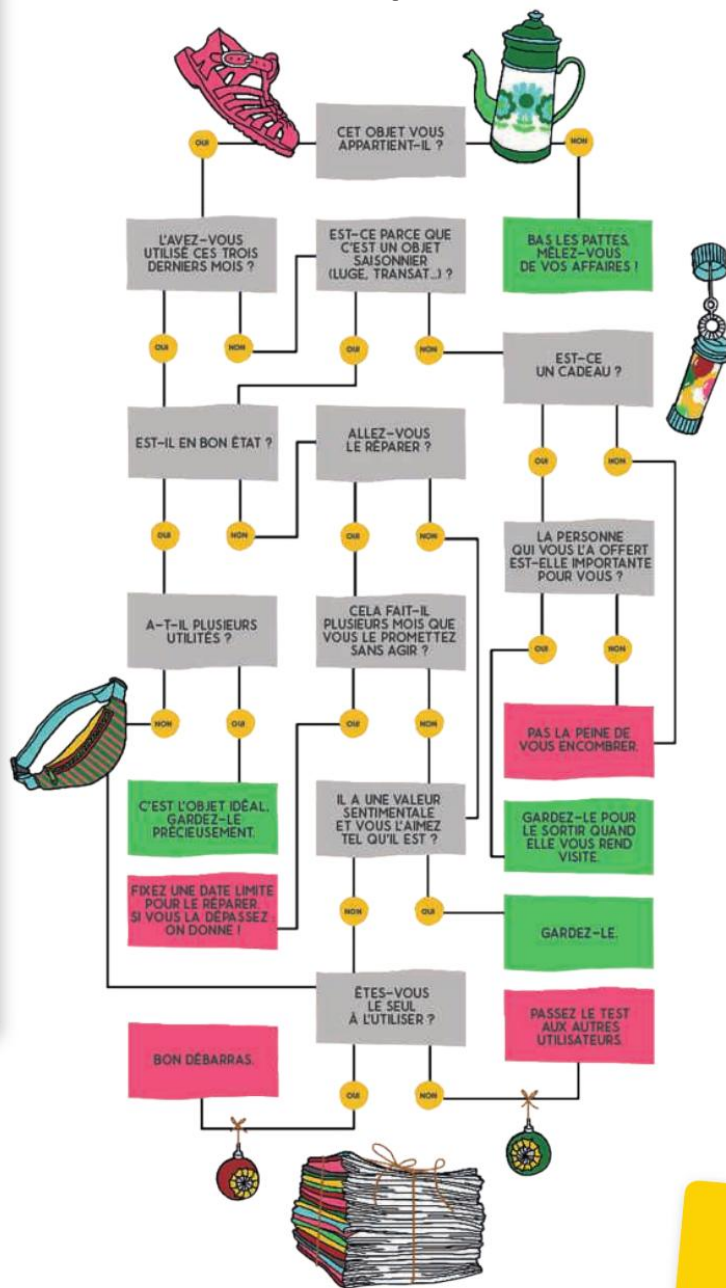 CET OBJET VOUS
APPARTIENT-IL ?
OUI
NON
L'AVEZ-VOUS
UTILISÉ CES TROIS
DERNIERS MOIS ?
EST-CE PARCE QUE
C'EST UN OBJET
SAISONNIER
(LUGE, TRANSAT...) ?
BAS LES PATTES,
MÊLEZ-VOUS
DE VOS AFFAIRES !
OUI
NON
OUI
NON
EST-CE
UN CADEAU ?
EST-IL EN BON ÉTAT ?
ALLEZ-VOUS
LE RÉPARER ?
OUI
NON
OUI
NON
OUI
NON
LA PERSONNE
QUI VOUS L'A OFFERT
EST-ELLE IMPORTANTE
POUR VOUS ?
A-T-IL PLUSIEURS
UTILITÉS ?
CELA FAIT-IL
PLUSIEURS MOIS QUE
VOUS LE PROMETTEZ
SANS AGIR ?
OUI
NON
NON
OUI
OUI
NON
PAS LA PEINE DE
VOUS ENCOMBRER.
C'EST L'OBJET IDÉAL,
GARDEZ-LE
PRÉCIEUSEMENT.
IL A UNE VALEUR
SENTIMENTALE
ET VOUS L'AIMEZ
TEL QU'IL EST ?
GARDEZ-LE POUR
LE SORTIR QUAND
ELLE VOUS REND
VISITE.
FIXEZ UNE DATE LIMITE
POUR LE RÉPARER.
SI VOUS LA DÉPASSEZ :
ON DONNE !
NON
OUI
GARDEZ-LE.
ÊTES-VOUS
LE SEUL
À L'UTILISER ?
PASSEZ LE TEST
AUX AUTRES
UTILISATEURS.
BON DÉBARRAS.
OUI
NON